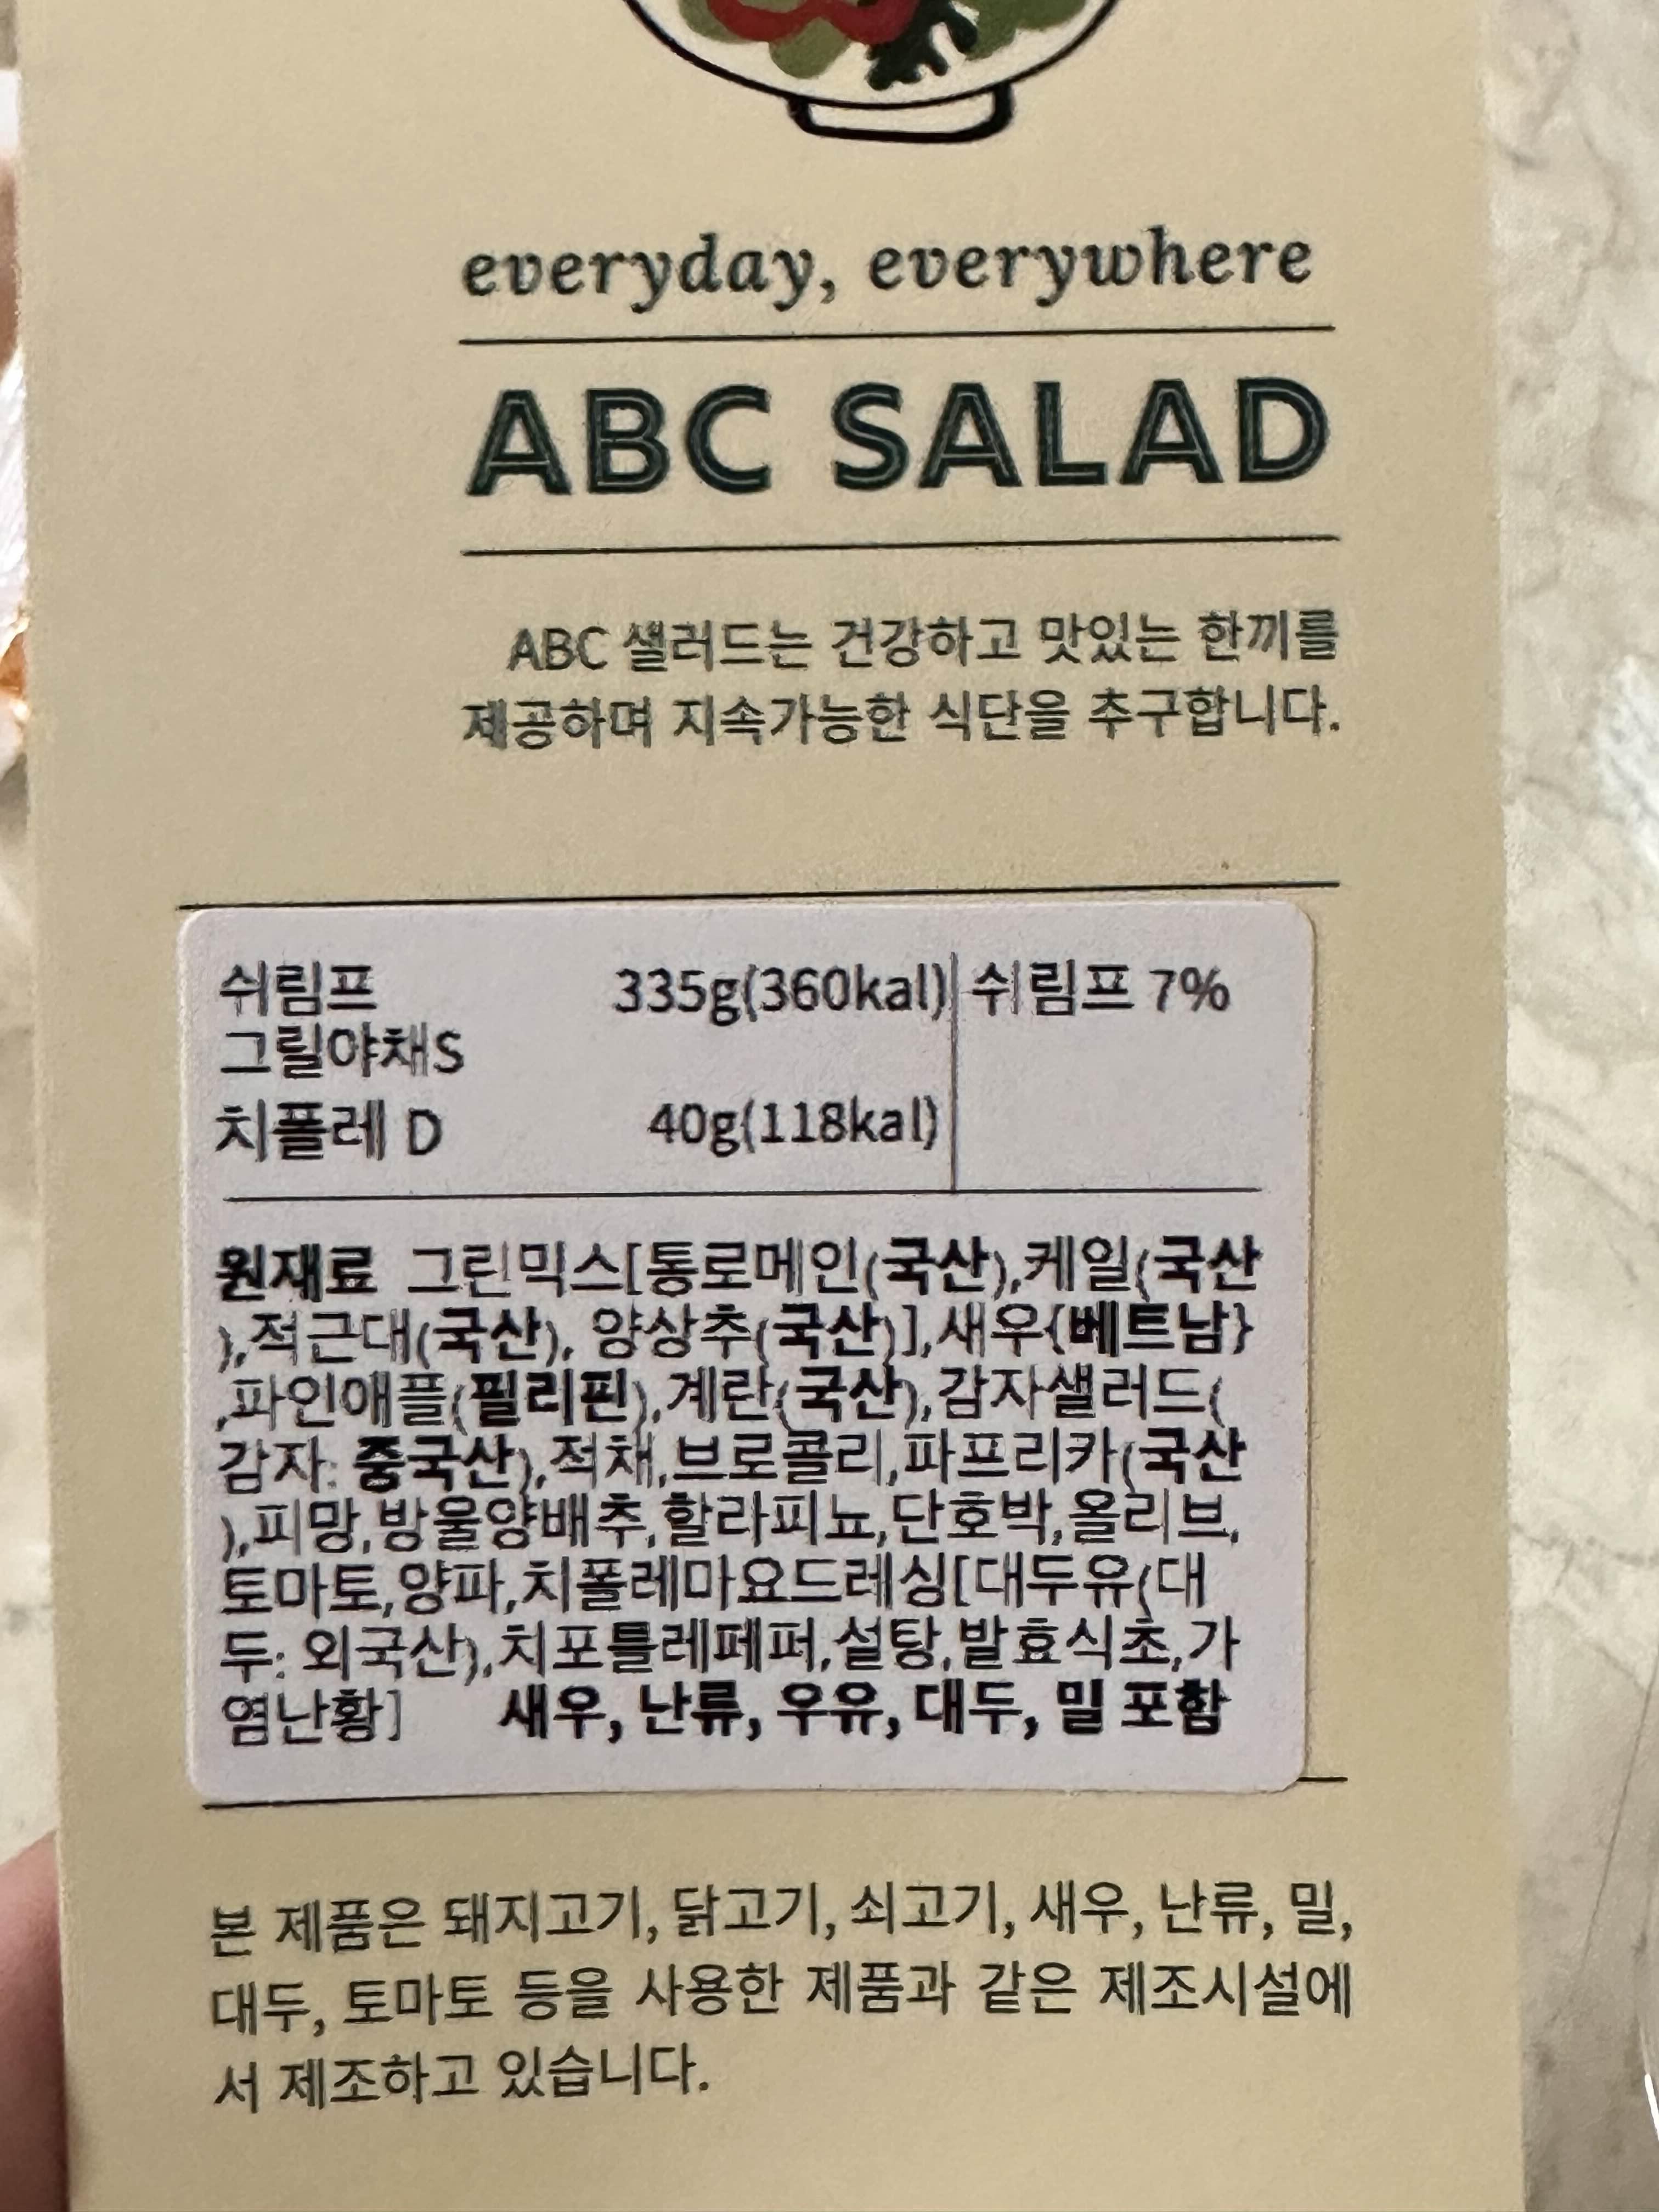 everyday, everywhere
ABC SALAD
ABC 샐러드는 건강하고 맛있는 한끼를
제공하며 지속가능한 식단을 추구합니다.
쉬림프 335g(360kal) 쉬림프 7%
그릴야채S
치폴레 D 40g(118kal)
원재료 그린믹스[통로메인(국산),케일(국산
),적근대(국산), 양상추(국산)],새우{베트남}
,파인애플(필리핀),계란(국산),감자샐러드(
감자: 중국산),적채,브로콜리,파프리카(국산
),피망,방울양배추,할라피뇨,단호박,올리브,
토마토,양파,치폴레마요드레싱[대두유(대
두: 외국산),치포틀레페퍼,설탕,발효식초,가
염난황] 새우, 난류, 우유, 대두, 밀 포함
본 제품은 돼지고기, 닭고기, 쇠고기, 새우, 난류, 밀,
대두, 토마토 등을 사용한 제품과 같은 제조시설에
서 제조하고 있습니다.